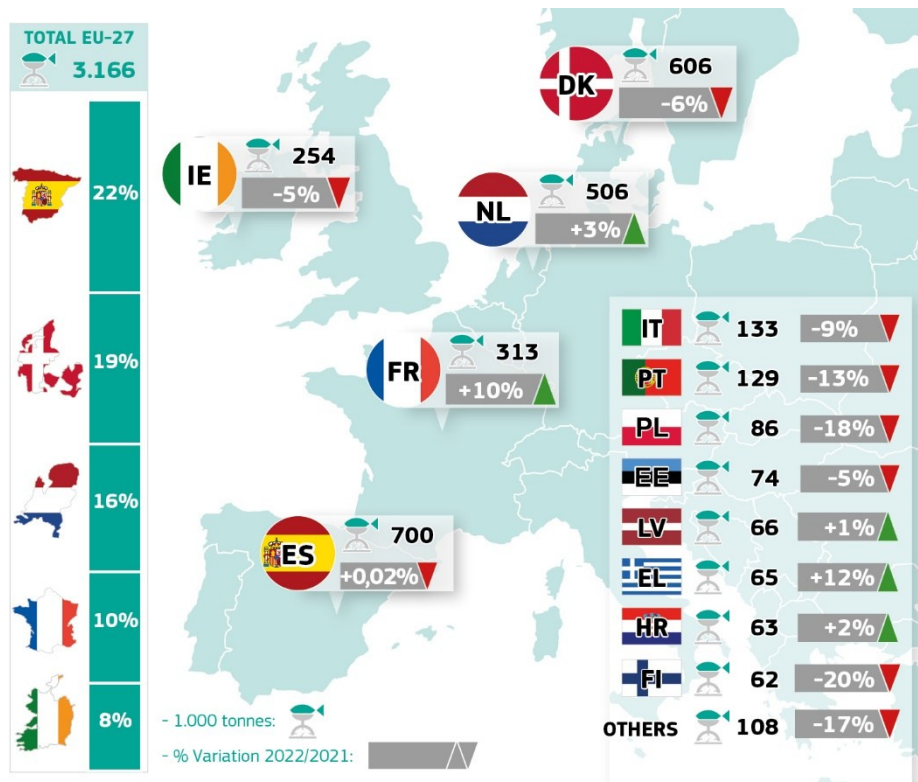 TOTAL EU-27
3.166
22%
19%
16%
10%
8%
DK
606
-6%
IE
254
-5%
NL
506
+3%
FR
313
+10%
ES
700
+0,02%
IT 133 -9%
PT 129 -13%
PL 86 -18%
EE 74 -5%
LV 66 +1%
EL 65 +12%
HR 63 +2%
FI 62 -20%
OTHERS 108 -17%
- 1.000 tonnes:
- % Variation 2022/2021: